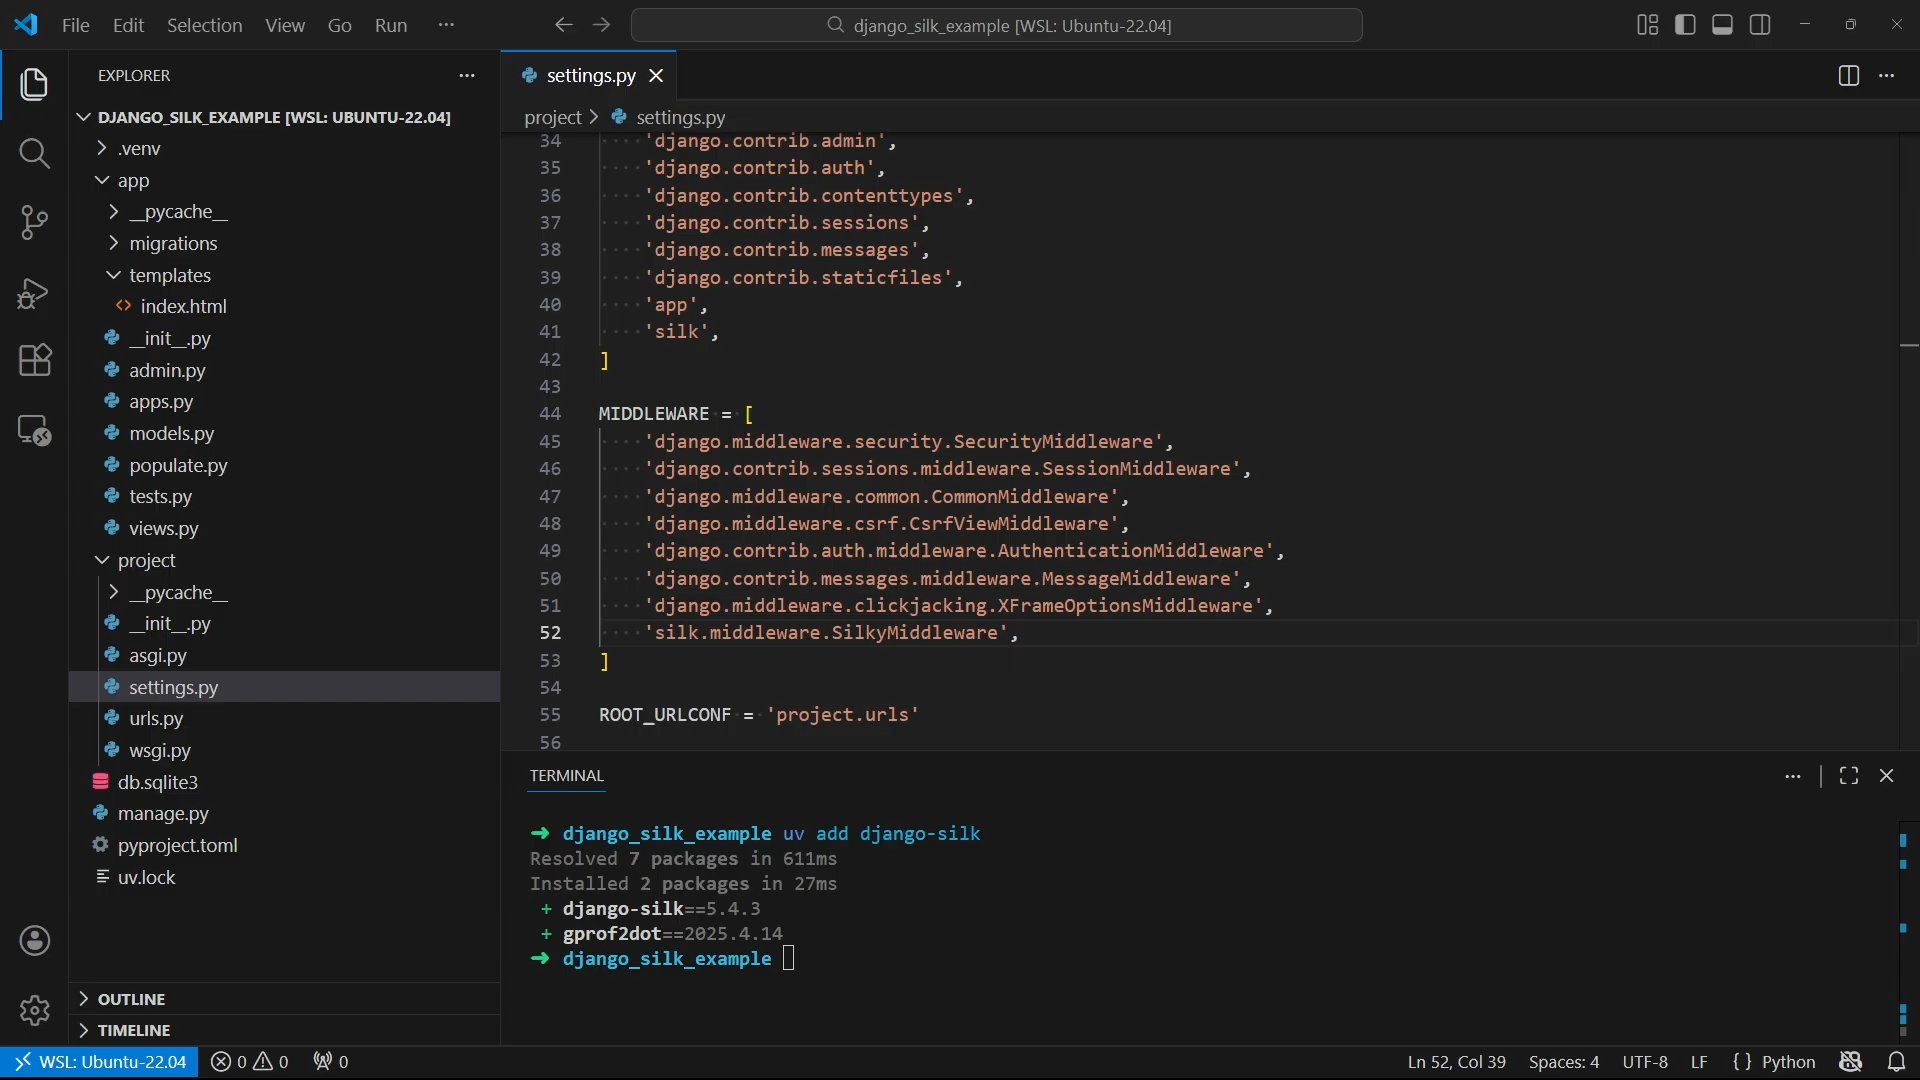 File Edit Selection View Go Run ···
django_silk_example [WSL: Ubuntu-22.04]
EXPLORER
DJANGO_SILK_EXAMPLE [WSL: UBUNTU-22.04]
.venv
app
__pycache__
migrations
templates
index.html
__init__.py
admin.py
apps.py
models.py
populate.py
tests.py
views.py
project
__pycache__
__init__.py
asgi.py
settings.py
urls.py
wsgi.py
db.sqlite3
manage.py
pyproject.toml
uv.lock
OUTLINE
TIMELINE
settings.py
project > settings.py
34 'django.contrib.admin',
35 'django.contrib.auth',
36 'django.contrib.contenttypes',
37 'django.contrib.sessions',
38 'django.contrib.messages',
39 'django.contrib.staticfiles',
40 'app',
41 'silk',
42 ]
43
44 MIDDLEWARE = [
45 'django.middleware.security.SecurityMiddleware',
46 'django.contrib.sessions.middleware.SessionMiddleware',
47 'django.middleware.common.CommonMiddleware',
48 'django.middleware.csrf.CsrfViewMiddleware',
49 'django.contrib.auth.middleware.AuthenticationMiddleware',
50 'django.contrib.messages.middleware.MessageMiddleware',
51 'django.middleware.clickjacking.XFrameOptionsMiddleware',
52 'silk.middleware.SilkyMiddleware',
53 ]
54
55 ROOT_URLCONF = 'project.urls'
56
TERMINAL
➜ django_silk_example uv add django-silk
Resolved 7 packages in 611ms
Installed 2 packages in 27ms
+ django-silk==5.4.3
+ gprof2dot==2025.4.14
➜ django_silk_example
WSL: Ubuntu-22.04 0 0 0 Ln 52, Col 39 Spaces: 4 UTF-8 LF { } Python